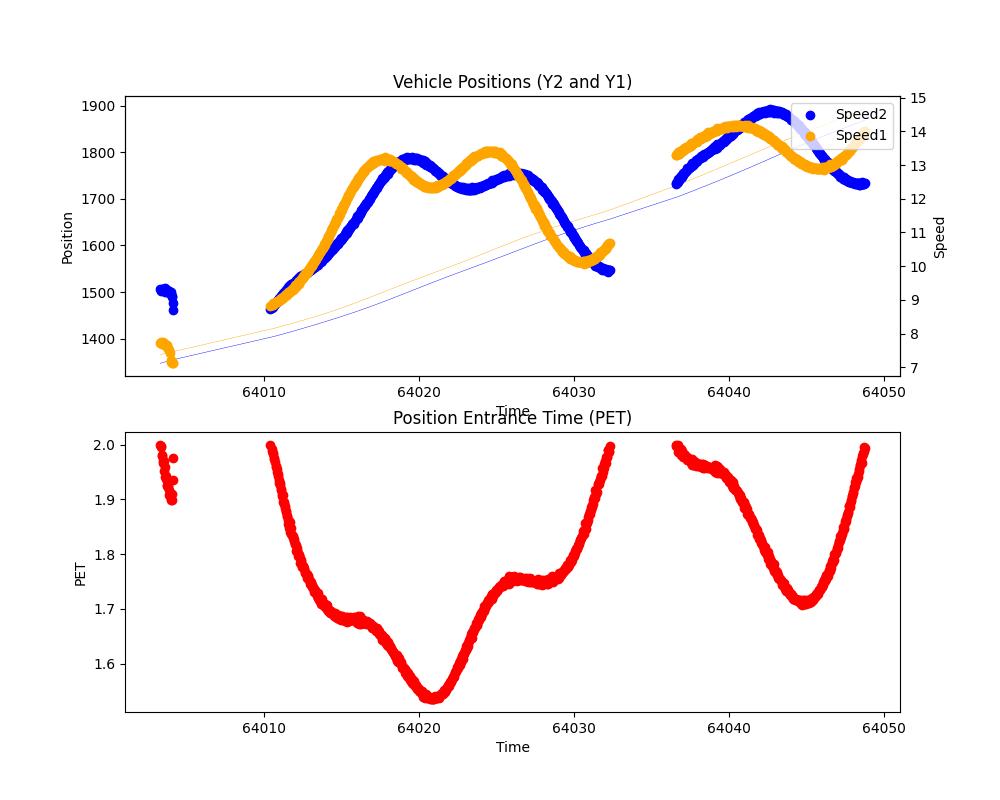 Vehicle Positions (Y2 and Y1)
1900
1800
1700
1600
1500
1400
Position
15
14
13
12
11
10
9
8
7
Speed
Speed2
Speed1
64010 64020 64030 64040 64050
Time
Position Entrance Time (PET)
2.0
1.9
1.8
1.7
1.6
PET
64010 64020 64030 64040 64050
Time